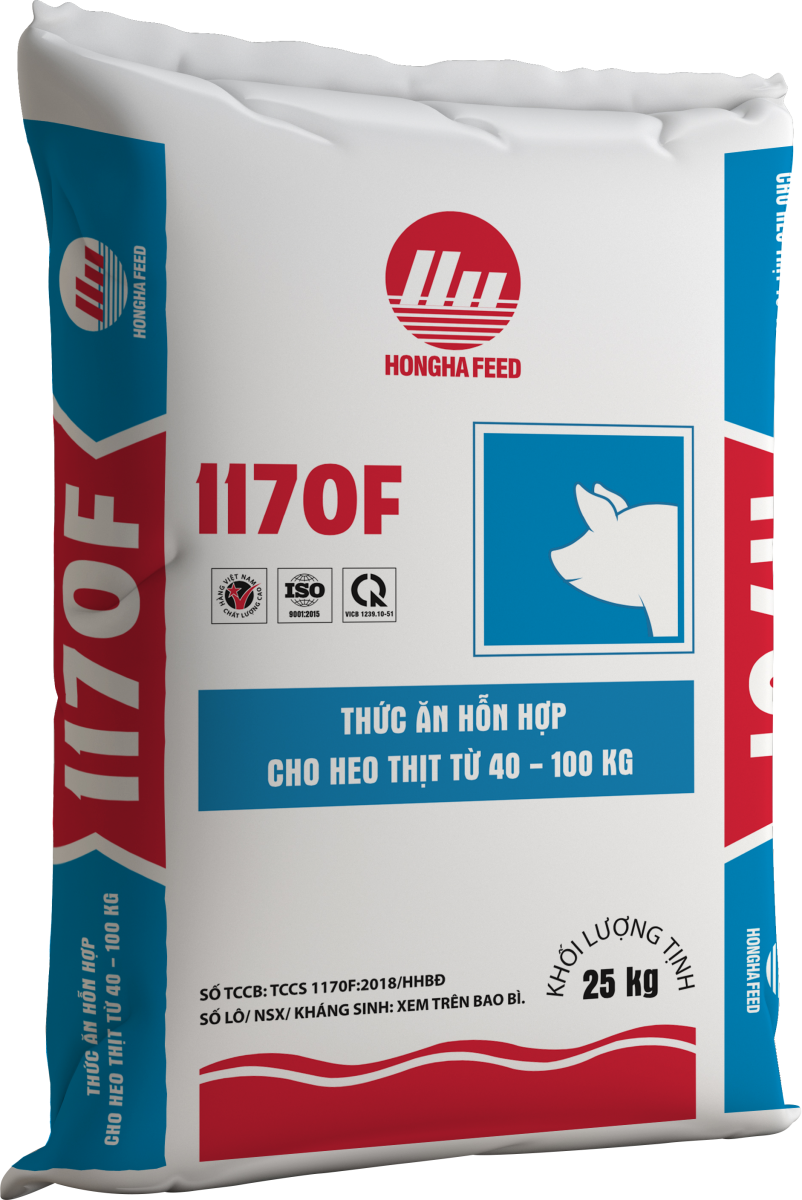 HONGHA FEED
1170F
HÀNG VIỆT NAM
CHẤT LƯỢNG CAO
ISO
9001:2015
VICB 1239.10-51
THỨC ĂN HỖN HỢP
CHO HEO THỊT TỪ 40 – 100 KG
SỐ TCCB: TCCS 1170F:2018/HHBĐ
SỐ LÔ/ NSX/ KHÁNG SINH: XEM TRÊN BAO BÌ.
KHỐI LƯỢNG TỊNH
25 kg
HONGHA FEED
1170F
THỨC ĂN HỖN HỢP
CHO HEO THỊT TỪ 40 – 100 KG
CHO HEO THỊT
HONGHA FEED